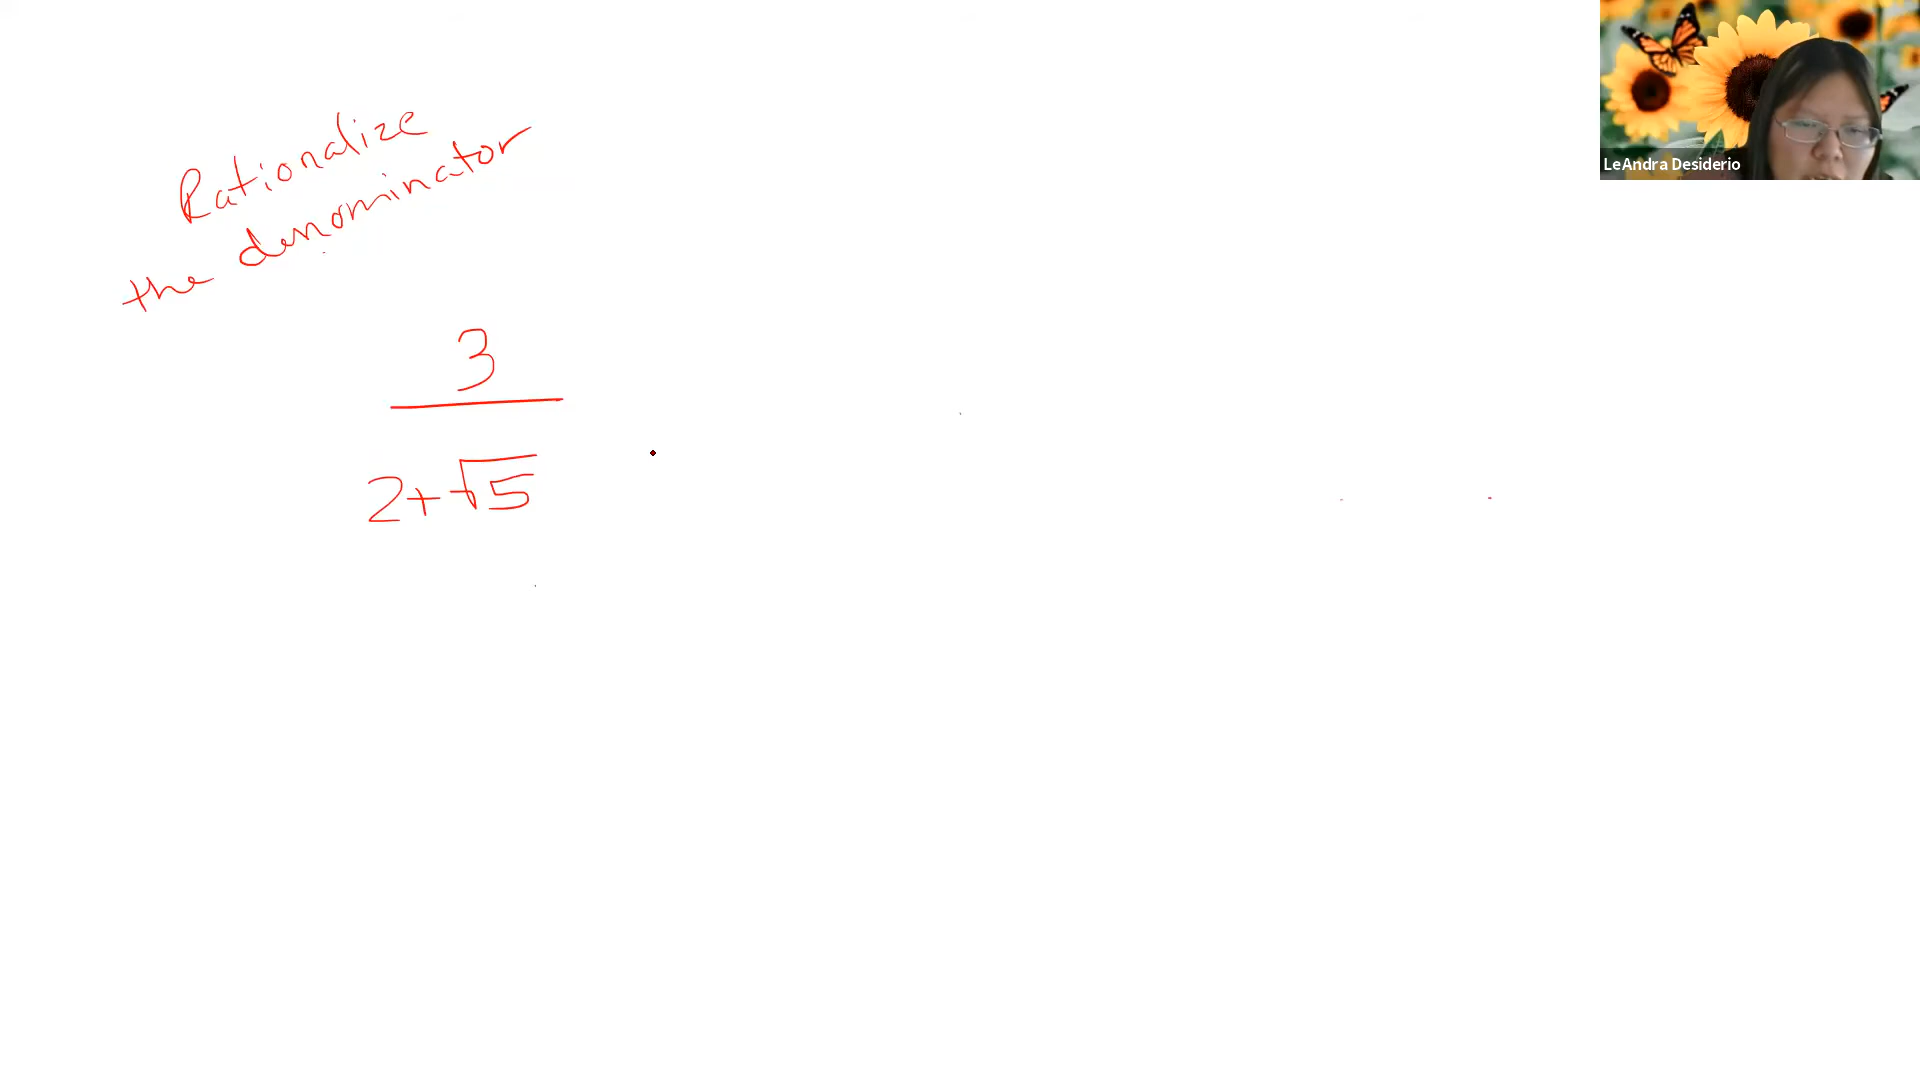 Rationalize
the denominator
3
2+√5
LeAndra Desiderio